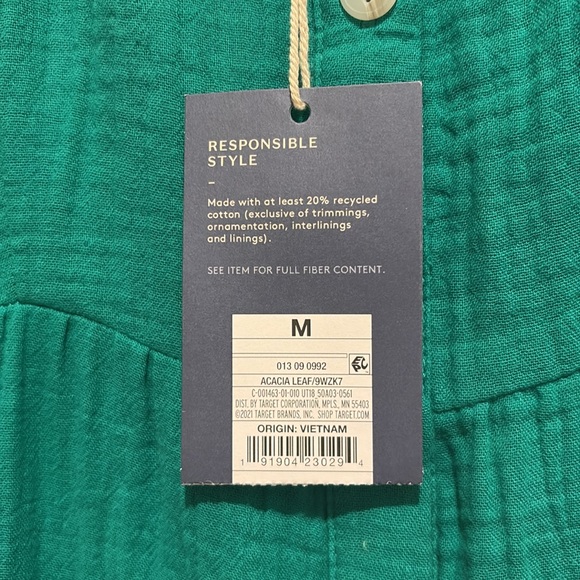 RESPONSIBLE
STYLE
–
Made with at least 20% recycled
cotton (exclusive of trimmings,
ornamentation, interlinings
and linings).
SEE ITEM FOR FULL FIBER CONTENT.
M
013 09 0992
ACACIA LEAF/9WZK7
C-001463-01-010 UT18 50A03-0561
DIST. BY TARGET CORPORATION, MPLS, MN 55403
©2021 TARGET BRANDS, INC. SHOP TARGET.COM
ORIGIN: VIETNAM
1 91904 23029 4